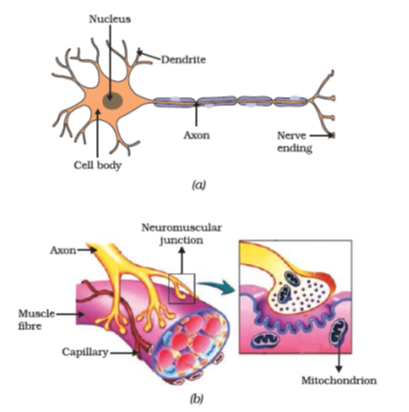 Nucleus
Dendrite
Axon
Nerve
ending
Cell body
(a)
Neuromuscular
junction
Axon
Muscle
fibre
Capillary
Mitochondrion
(b)